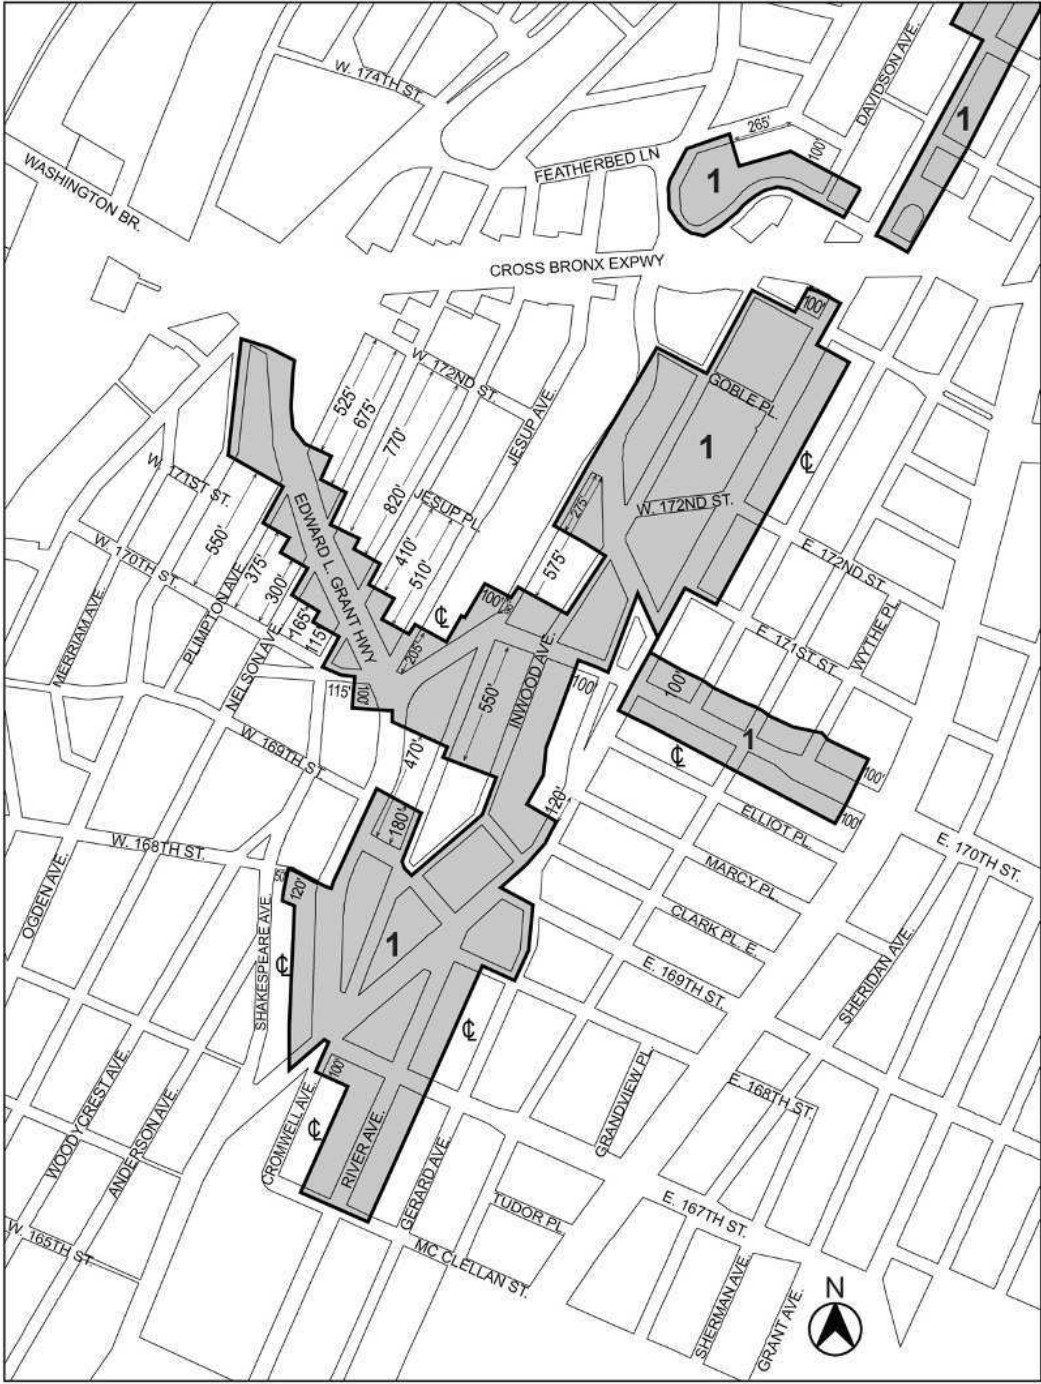 W. 174TH ST.
DAVIDSON AVE.
1
265'
100'
FEATHERBED LN
1
WASHINGTON BR.
CROSS BRONX EXPWY
100'
W. 172ND ST.
525'
675'
770'
820'
JESUP AVE.
GOBLE PL.
1
℄
W. 171ST ST.
550'
EDWARD L. GRANT HWY
JESUP PL.
410'
510'
275'
W. 172ND ST.
W. 170TH ST.
375'
300'
165'
115'
575'
E. 172ND ST.
MERRIAM AVE.
PLIMPTON AVE.
NELSON AVE.
℄
100'
205'
E. 171ST ST.
WYTHE PL.
115'
100'
550'
INWOOD AVE.
100'
100'
1
℄
100'
100'
W. 169TH ST.
470'
120'
ELLIOT PL.
E. 170TH ST.
180'
W. 168TH ST.
MARCY PL.
OGDEN AVE.
120'
CLARK PL. E.
SHAKESPEARE AVE.
℄
1
E. 169TH ST.
SHERIDAN AVE.
℄
WOODYCREST AVE.
ANDERSON AVE.
100'
CROMWELL AVE.
℄
RIVER AVE.
GERARD AVE.
GRANDVIEW PL.
E. 168TH ST.
W. 165TH ST.
TUDOR PL.
E. 167TH ST.
MC CLELLAN ST.
SHERMAN AVE.
GRANT AVE.
N